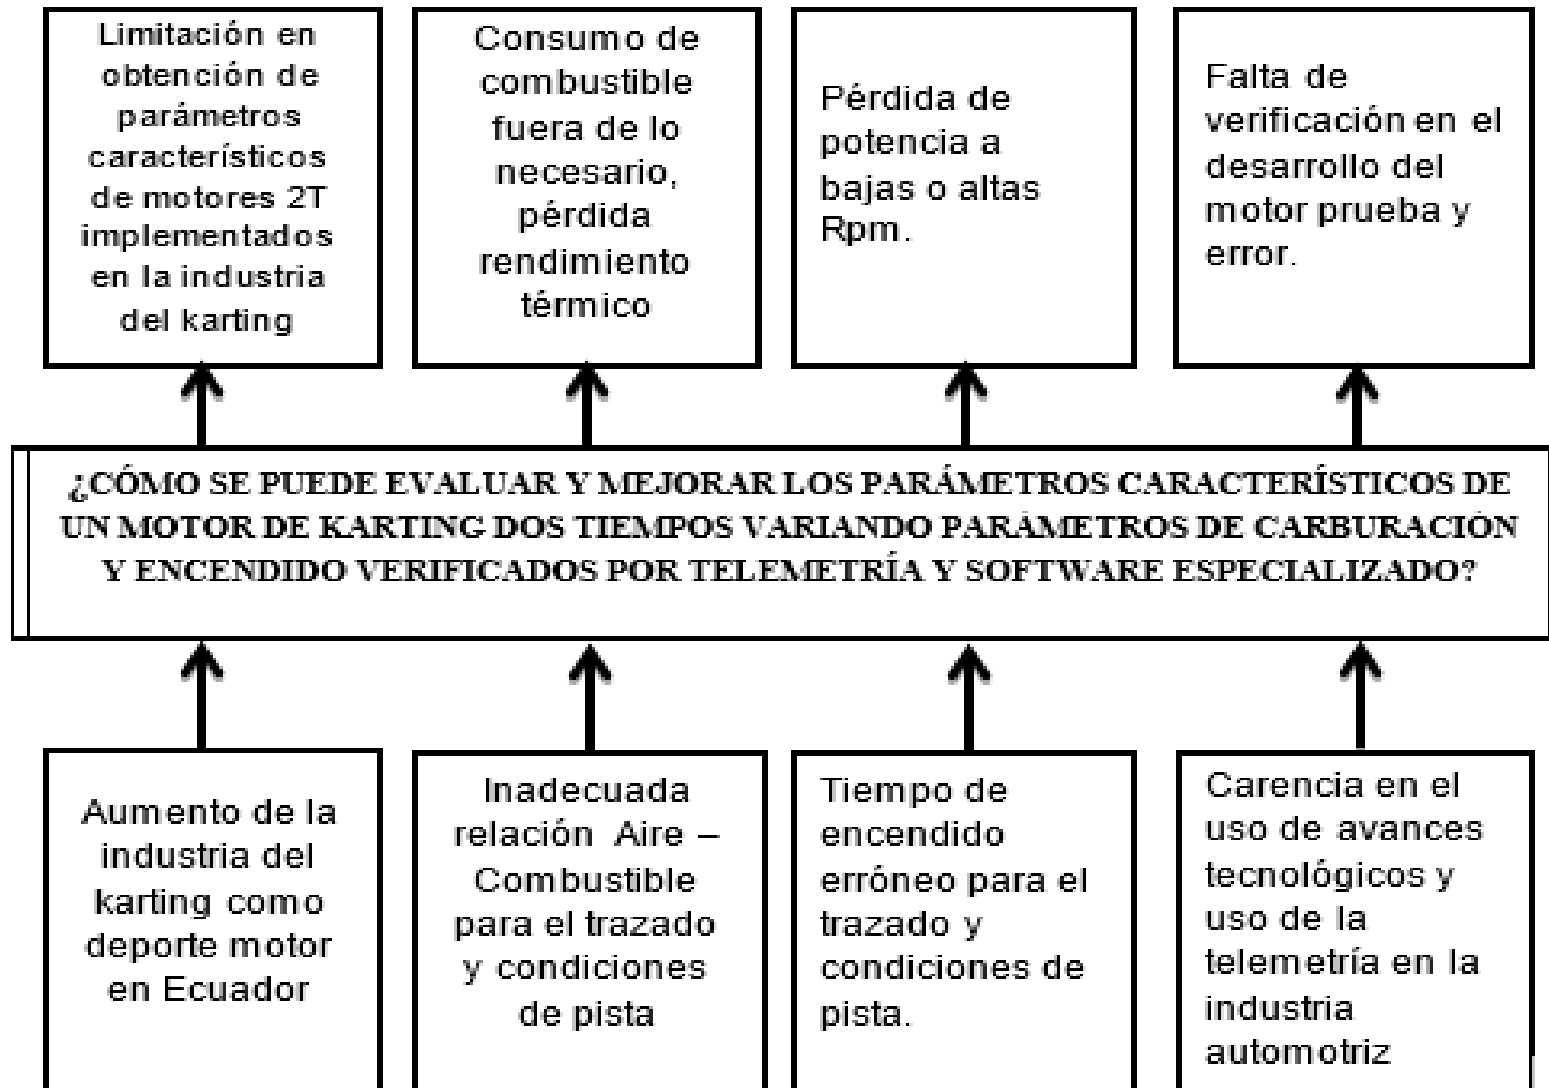 Limitación en
obtención de
parámetros
característicos
de motores 2T
implementados
en la industria
del karting
Consumo de
combustible
fuera de lo
necesario,
pérdida
rendimiento
térmico
Pérdida de
potencia a
bajas o altas
Rpm.
Falta de
verificación en el
desarrollo del
motor prueba y
error.
¿CÓMO SE PUEDE EVALUAR Y MEJORAR LOS PARÁMETROS CARACTERÍSTICOS DE
UN MOTOR DE KARTING DOS TIEMPOS VARIANDO PARÁMETROS DE CARBURACIÓN
Y ENCENDIDO VERIFICADOS POR TELEMETRÍA Y SOFTWARE ESPECIALIZADO?
Aumento de la
industria del
karting como
deporte motor
en Ecuador
Inadecuada
relación Aire –
Combustible
para el trazado
y condiciones
de pista
Tiempo de
encendido
erróneo para el
trazado y
condiciones de
pista.
Carencia en el
uso de avances
tecnológicos y
uso de la
telemetría en la
industria
automotriz